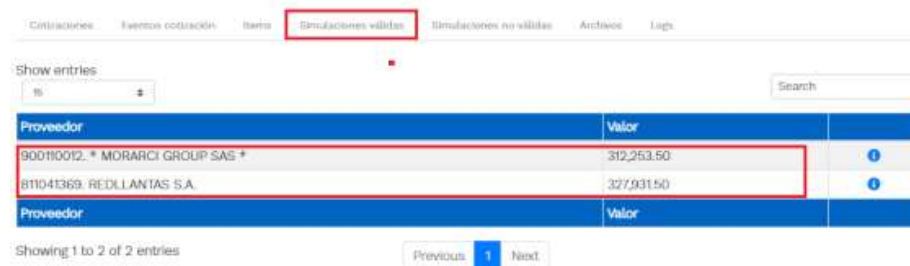 Cotizaciones Eventos cotización Items Simulaciones válidas Simulaciones no válidas Archivos Logs
Show entries
15
Search
Proveedor Valor
900110012. * MORARCI GROUP SAS * 312,253.50
811041369. REDLLANTAS S.A. 327,931.50
Proveedor Valor
Showing 1 to 2 of 2 entries
Previous 1 Next